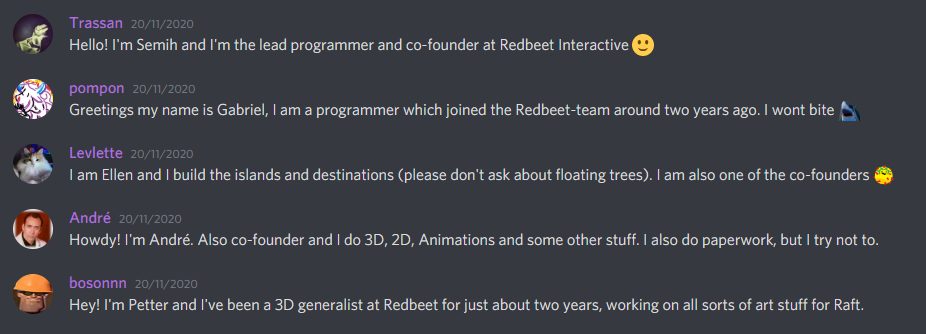 Trassan 20/11/2020
Hello! I'm Semih and I'm the lead programmer and co-founder at Redbeet Interactive
pompon 20/11/2020
Greetings my name is Gabriel, I am a programmer which joined the Redbeet-team around two years ago. I wont bite
Levlette 20/11/2020
I am Ellen and I build the islands and destinations (please don't ask about floating trees). I am also one of the co-founders
André 20/11/2020
Howdy! I'm André. Also co-founder and I do 3D, 2D, Animations and some other stuff. I also do paperwork, but I try not to.
bosonnn 20/11/2020
Hey! I'm Petter and I've been a 3D generalist at Redbeet for just about two years, working on all sorts of art stuff for Raft.